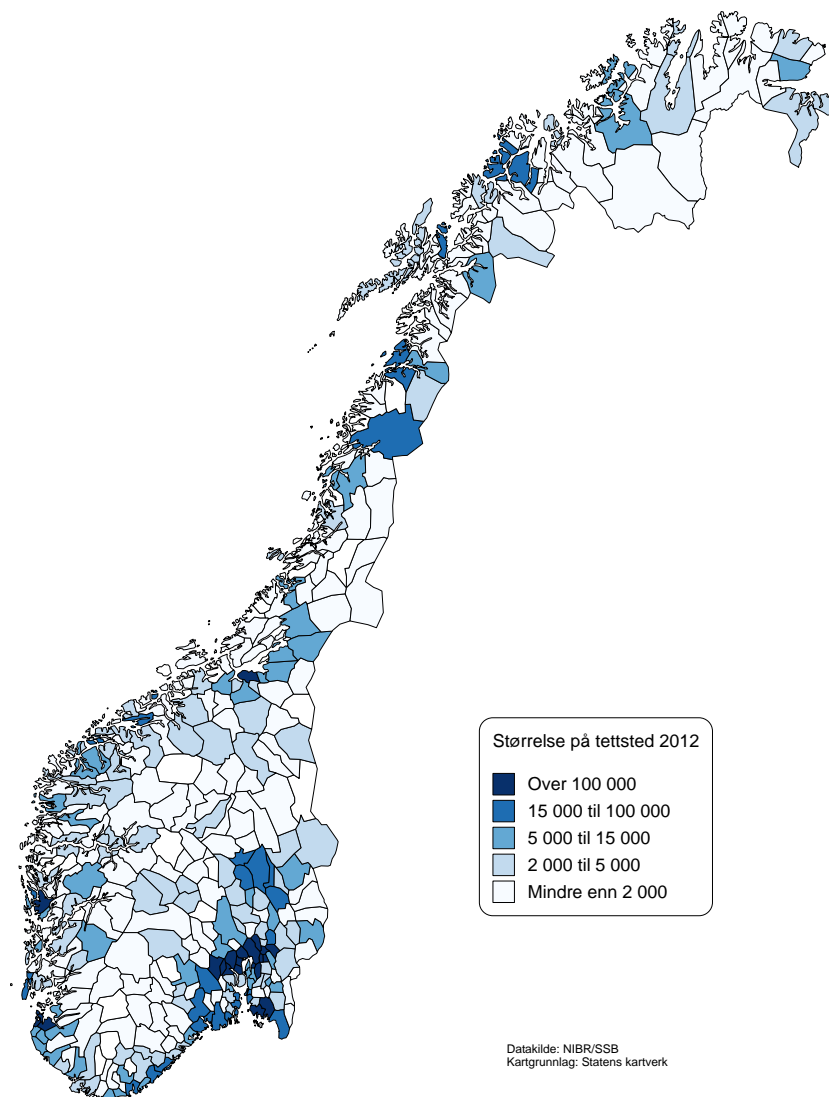 Størrelse på tettsted 2012
Over 100 000
15 000 til 100 000
5 000 til 15 000
2 000 til 5 000
Mindre enn 2 000
Datakilde: NIBR/SSB
Kartgrunnlag: Statens kartverk